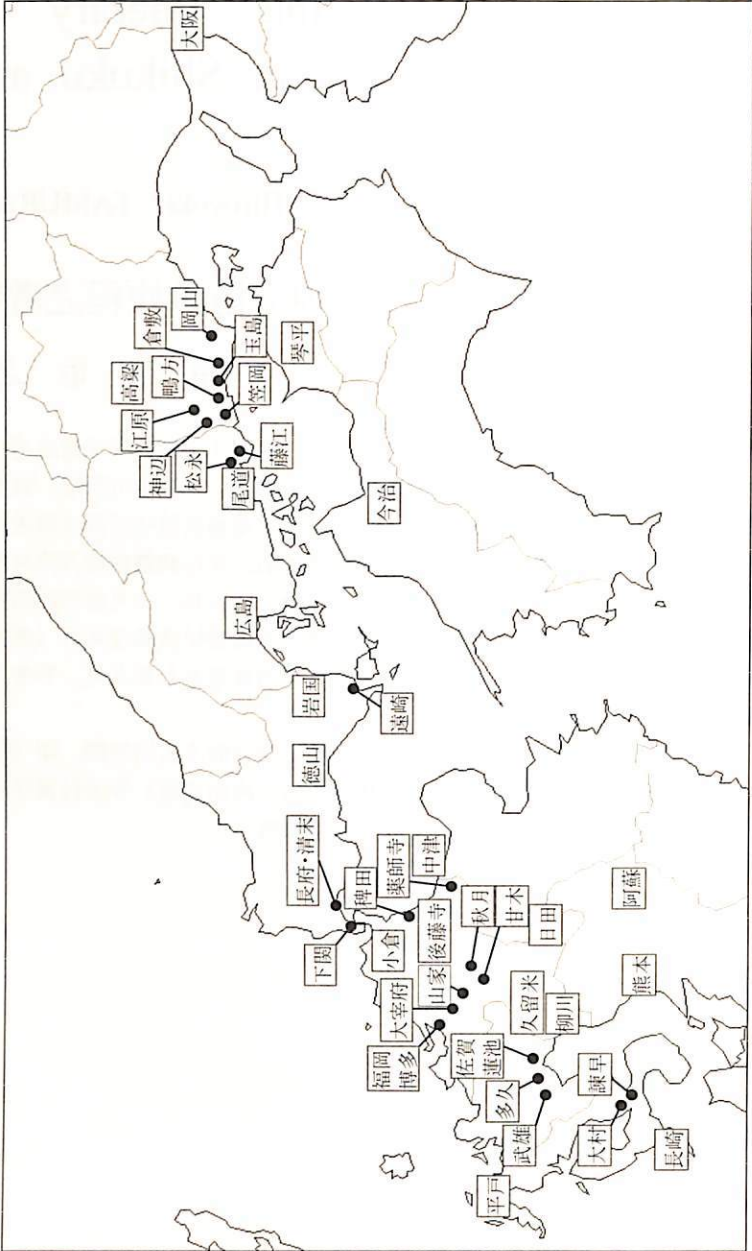 大阪
岡山
倉敷
玉島
鴨方
高梁
笠岡
江原
神辺
琴平
藤江
松永
尾道
今治
広島
岩国
遠崎
徳山
長府・清末
下関
小倉
稗田
薬師寺
中津
後藤寺
秋月
甘木
日田
山家
大宰府
福岡
博多
久留米
柳川
佐賀
蓮池
多久
武雄
平戸
諫早
大村
長崎
熊本
阿蘇